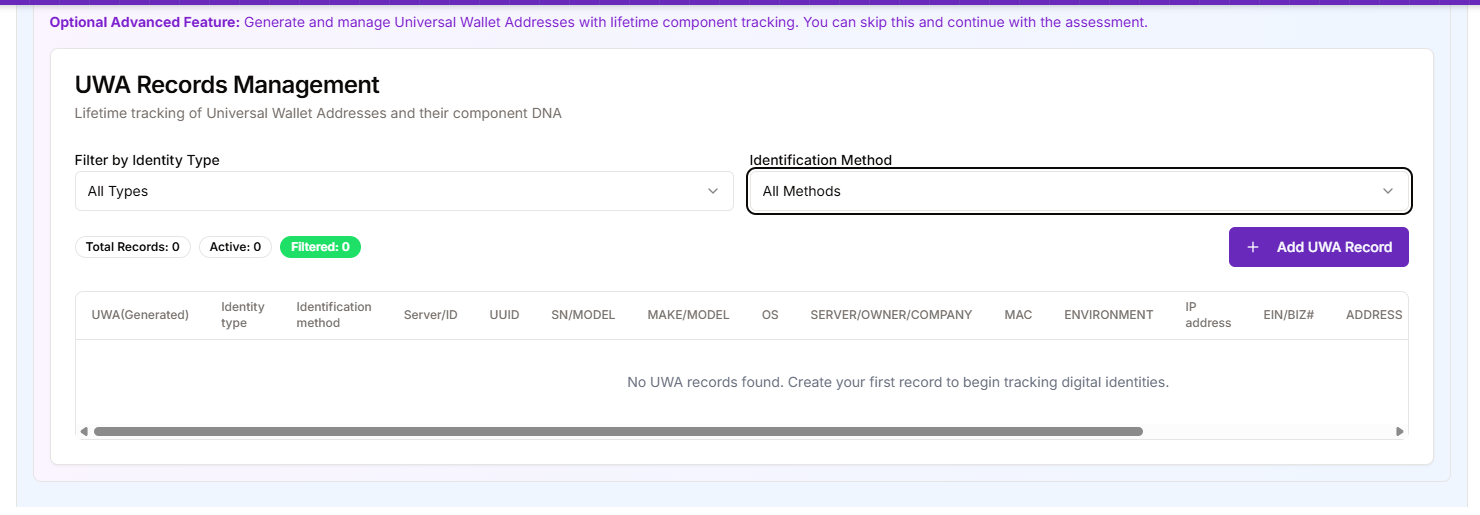 Optional Advanced Feature: Generate and manage Universal Wallet Addresses with lifetime component tracking. You can skip this and continue with the assessment.
UWA Records Management
Lifetime tracking of Universal Wallet Addresses and their component DNA
Filter by Identity Type
Identification Method
All Types
All Methods
Total Records: 0
Active: 0
Filtered: 0
+ Add UWA Record
UWA(Generated)
Identity
type
Identification
method
Server/ID
UUID
SN/MODEL
MAKE/MODEL
OS
SERVER/OWNER/COMPANY
MAC
ENVIRONMENT
IP
address
EIN/BIZ#
ADDRESS
No UWA records found. Create your first record to begin tracking digital identities.